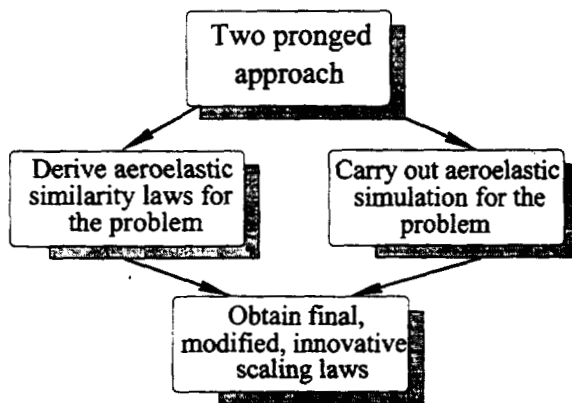 Two pronged
approach
Derive aeroelastic
similarity laws for
the problem
Carry out aeroelastic
simulation for the
problem
Obtain final,
modified, innovative
scaling laws